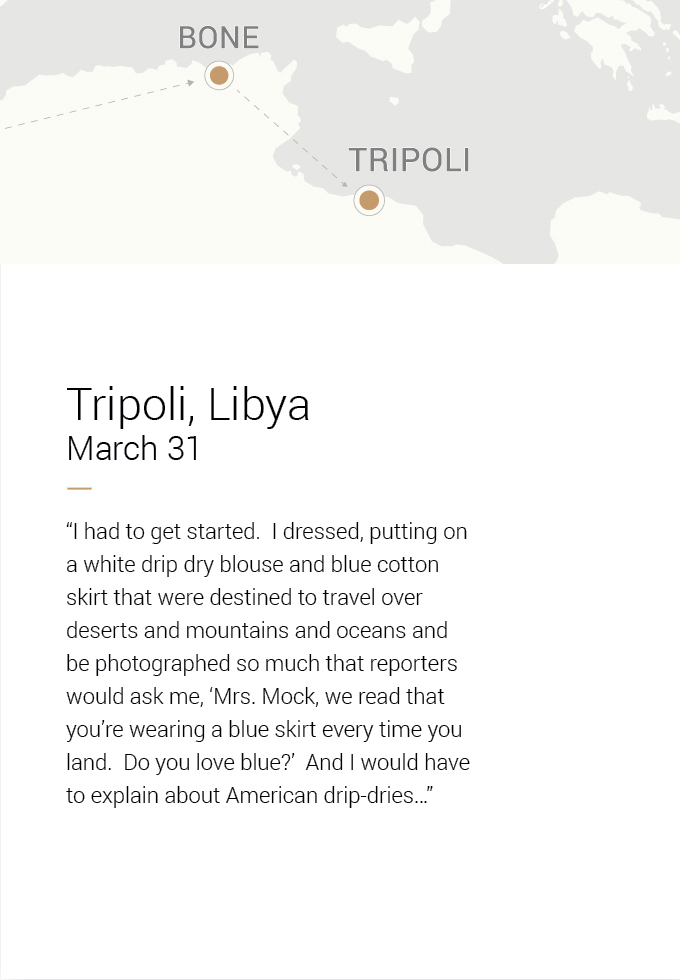 BONE
TRIPOLI
Tripoli, Libya
March 31
“I had to get started.  I dressed, putting on
a white drip dry blouse and blue cotton
skirt that were destined to travel over
deserts and mountains and oceans and
be photographed so much that reporters
would ask me, ‘Mrs. Mock, we read that
you’re wearing a blue skirt every time you
land.  Do you love blue?’  And I would have
to explain about American drip-dries...”